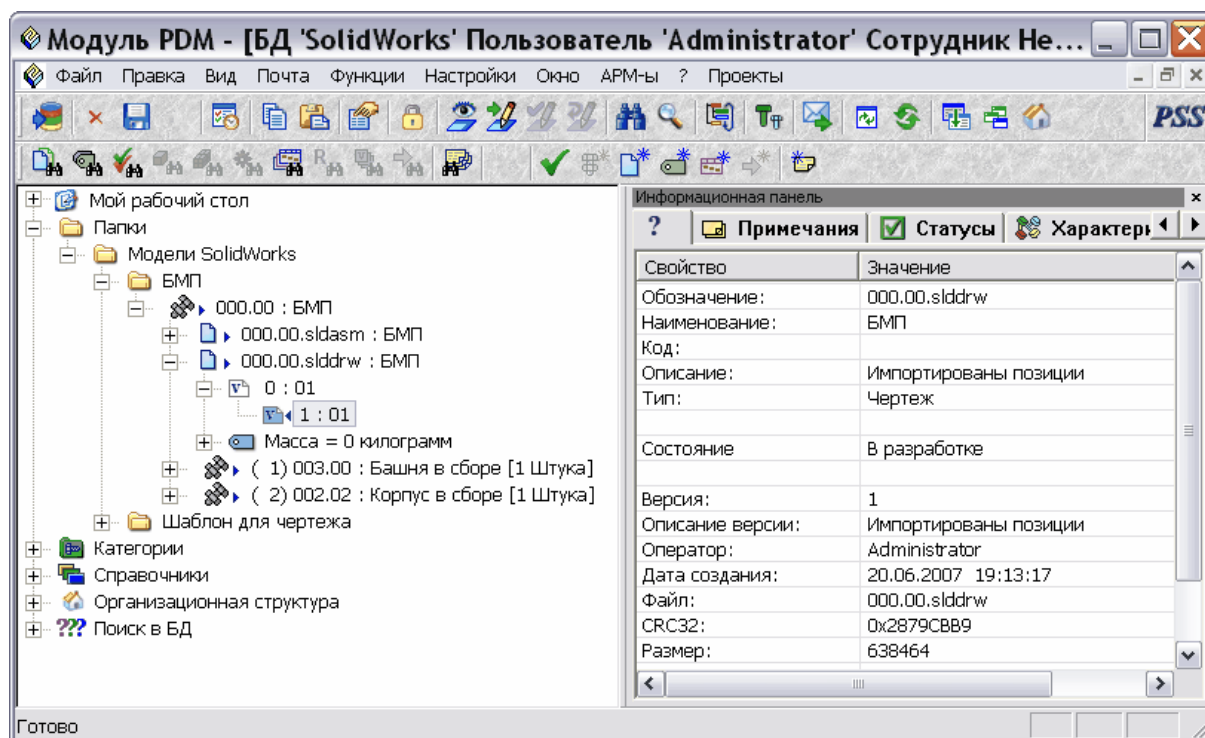 Модуль PDM - [БД 'SolidWorks' Пользователь 'Administrator' Сотрудник Не...
Файл Правка Вид Почта Функции Настройки Окно АРМ-ы ? Проекты
PSS
Мой рабочий стол
Папки
Модели SolidWorks
БМП
000.00 : БМП
000.00.sldasm : БМП
000.00.slddrw : БМП
0 : 01
1 : 01
Масса = 0 килограмм
( 1) 003.00 : Башня в сборе [1 Штука]
( 2) 002.02 : Корпус в сборе [1 Штука]
Шаблон для чертежа
Категории
Справочники
Организационная структура
??? Поиск в БД
Информационная панель
? Примечания Статусы Характери
Свойство Значение
Обозначение: 000.00.slddrw
Наименование: БМП
Код:
Описание: Импортированы позиции
Тип: Чертеж
Состояние В разработке
Версия: 1
Описание версии: Импортированы позиции
Оператор: Administrator
Дата создания: 20.06.2007 19:13:17
Файл: 000.00.slddrw
CRC32: 0x2879CBB9
Размер: 638464
Готово